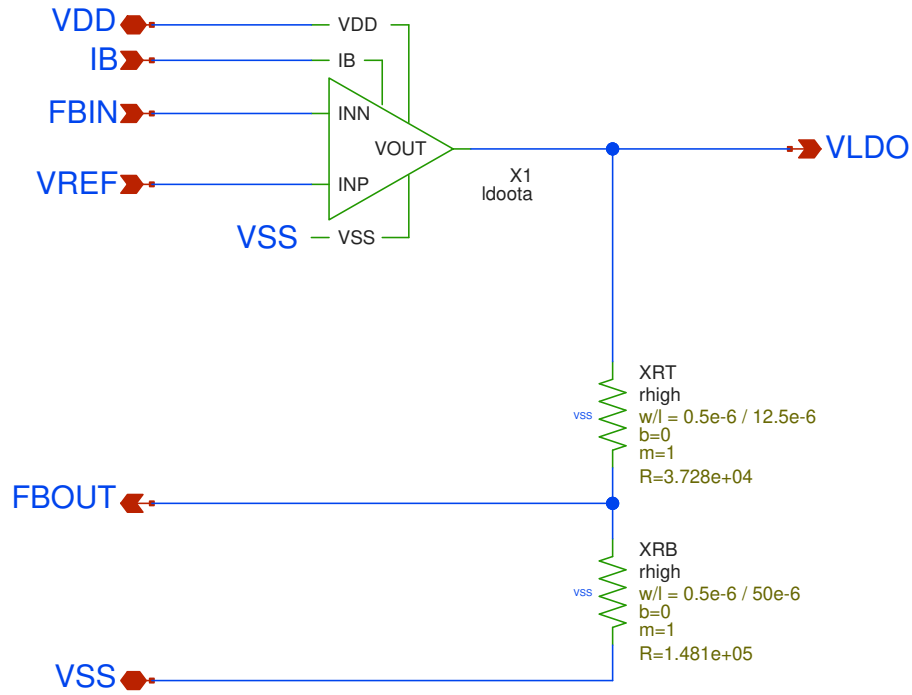 VDD
VDD
IB
IB
FBIN
INN
VOUT
VLDO
X1
ldoota
VREF
INP
VSS
VSS
XRT
rhigh
vss
w/l = 0.5e-6 / 12.5e-6
b=0
m=1
R=3.728e+04
FBOUT
XRB
rhigh
vss
w/l = 0.5e-6 / 50e-6
b=0
m=1
R=1.481e+05
VSS